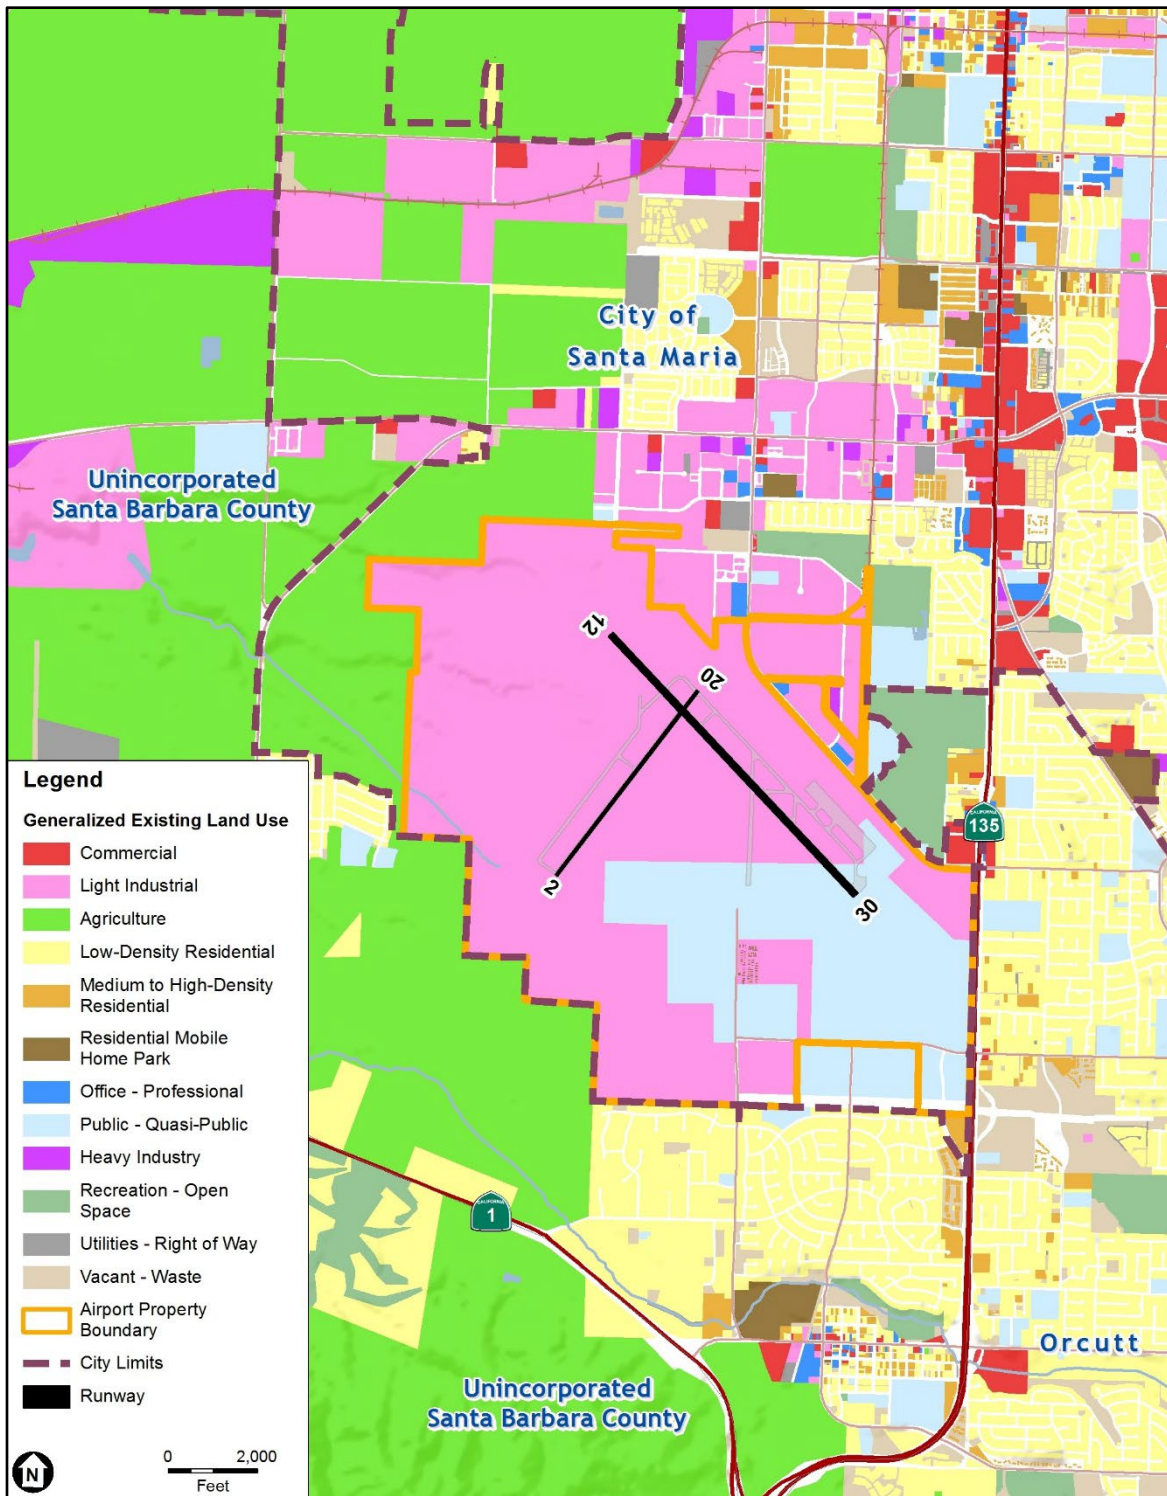 City of
Santa Maria
Unincorporated
Santa Barbara County
12
20
2
30
CALIFORNIA
135
Legend
Generalized Existing Land Use
Commercial
Light Industrial
Agriculture
Low-Density Residential
Medium to High-Density
Residential
Residential Mobile
Home Park
Office - Professional
Public - Quasi-Public
Heavy Industry
Recreation - Open
Space
Utilities - Right of Way
Vacant - Waste
Airport Property
Boundary
City Limits
Runway
0 2,000
Feet
N
CALIFORNIA
1
Orcutt
Unincorporated
Santa Barbara County